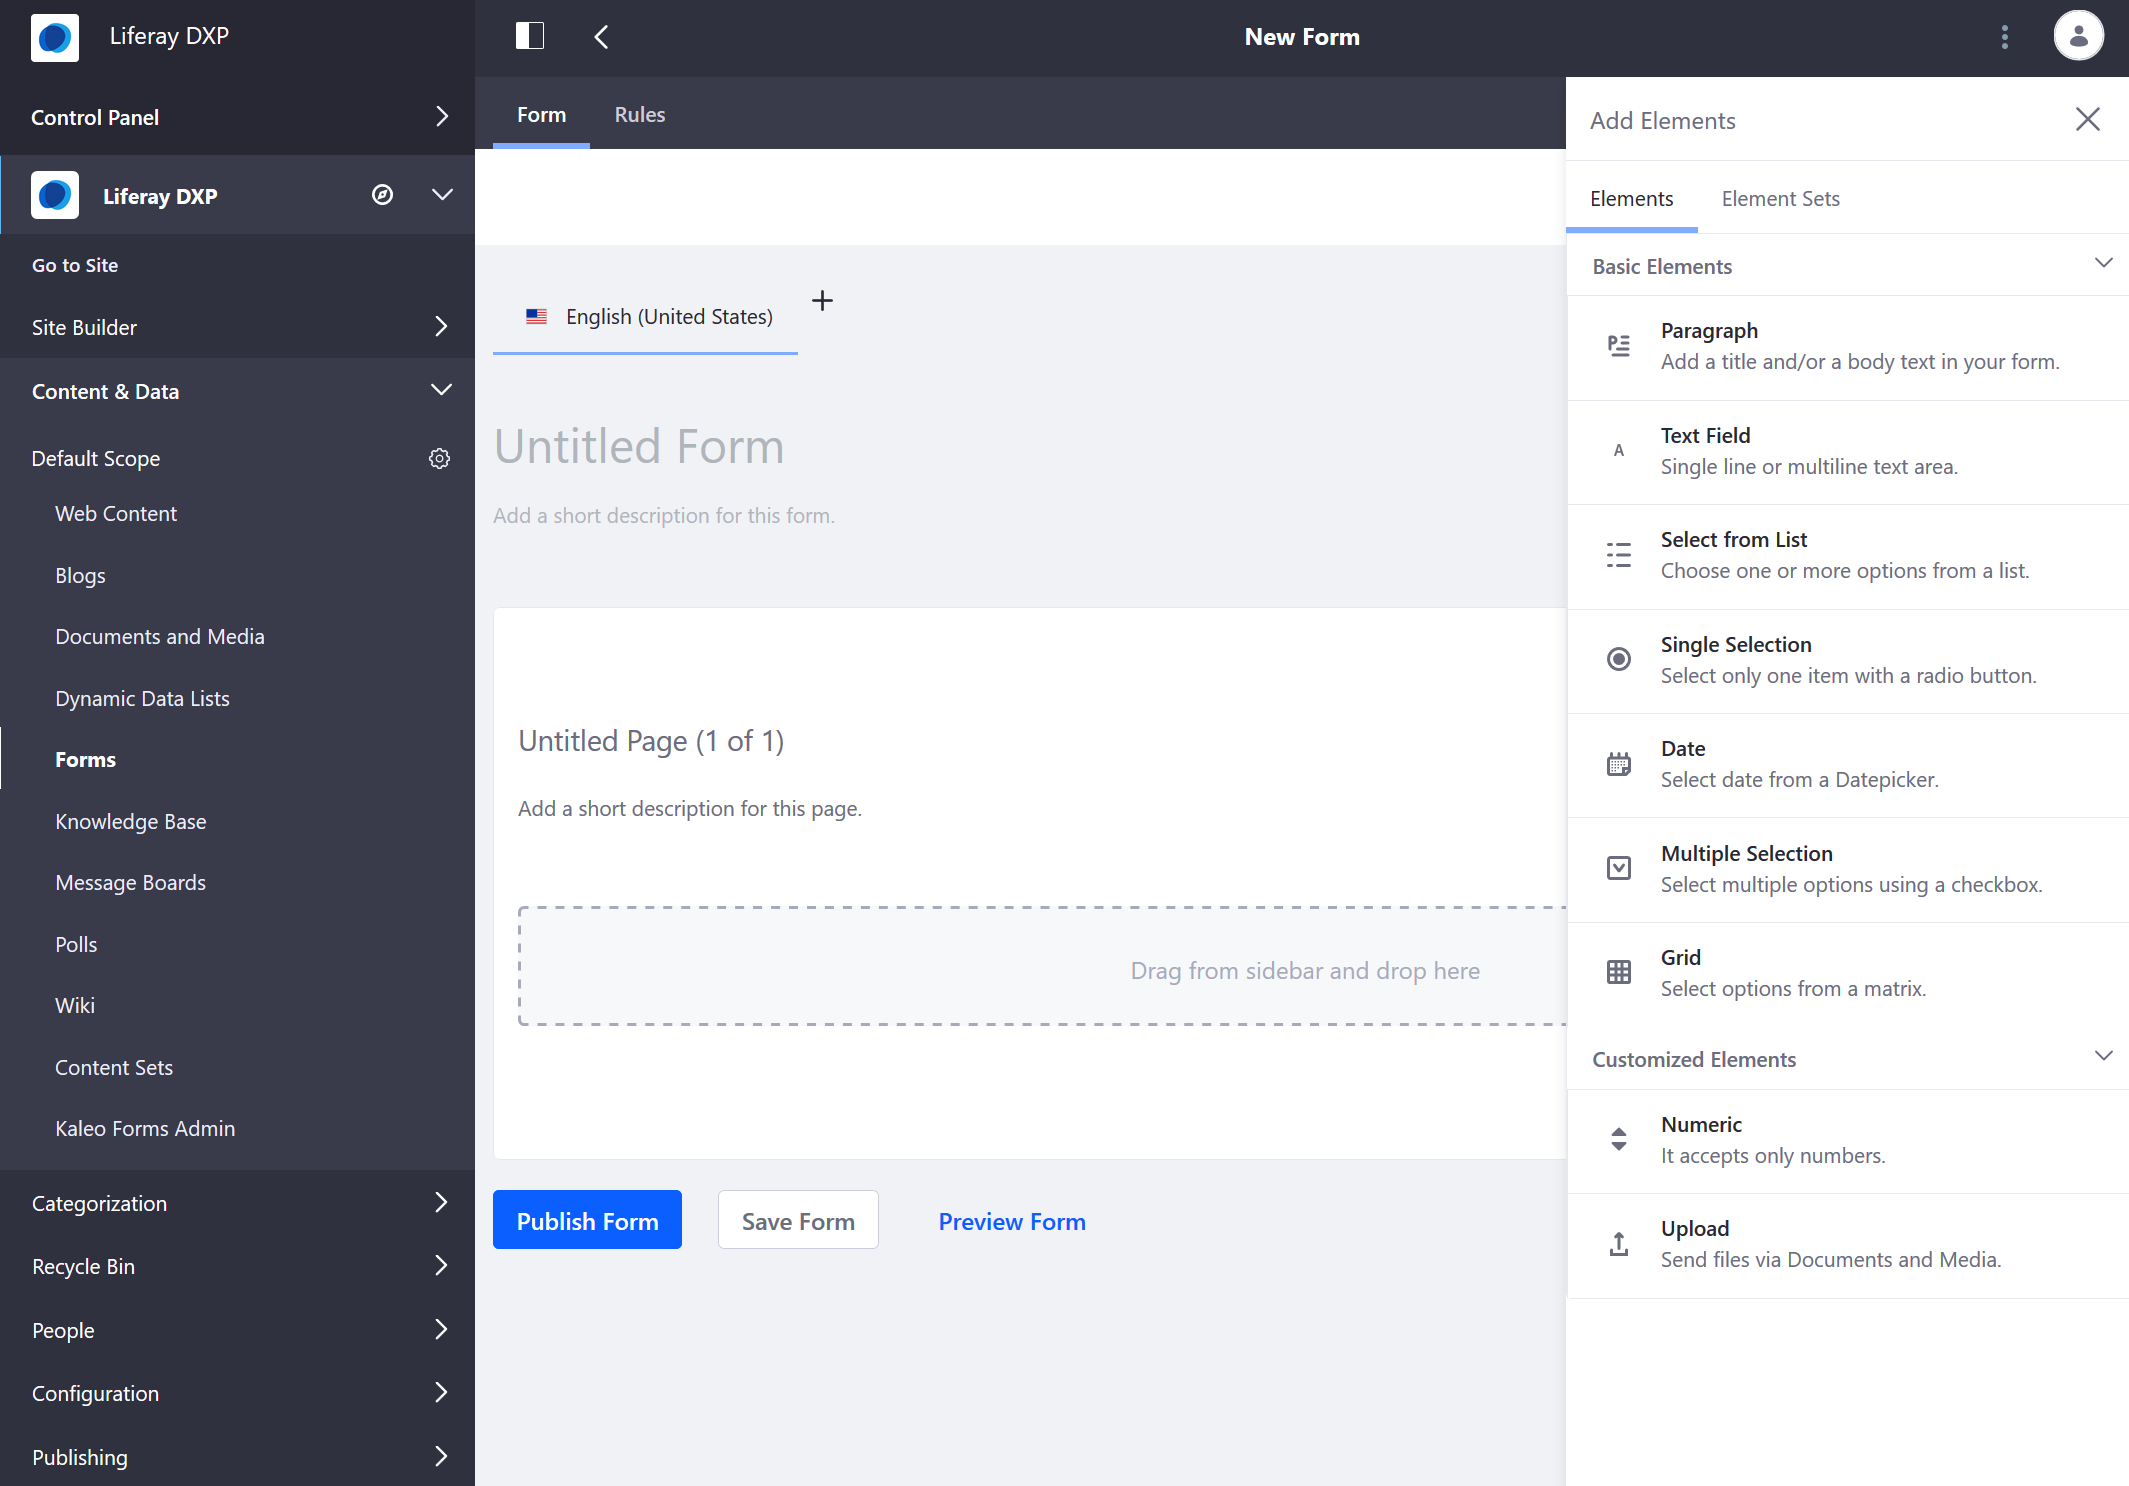 Liferay DXP
Control Panel
Liferay DXP
Go to Site
Site Builder
Content & Data
Default Scope
Web Content
Blogs
Documents and Media
Dynamic Data Lists
Forms
Knowledge Base
Message Boards
Polls
Wiki
Content Sets
Kaleo Forms Admin
Categorization
Recycle Bin
People
Configuration
Publishing
New Form
Form
Rules
English (United States)
Untitled Form
Add a short description for this form.
Untitled Page (1 of 1)
Add a short description for this page.
Drag from sidebar and drop here
Publish Form
Save Form
Preview Form
Add Elements
Elements
Element Sets
Basic Elements
Paragraph
Add a title and/or a body text in your form.
Text Field
Single line or multiline text area.
Select from List
Choose one or more options from a list.
Single Selection
Select only one item with a radio button.
Date
Select date from a Datepicker.
Multiple Selection
Select multiple options using a checkbox.
Grid
Select options from a matrix.
Customized Elements
Numeric
It accepts only numbers.
Upload
Send files via Documents and Media.